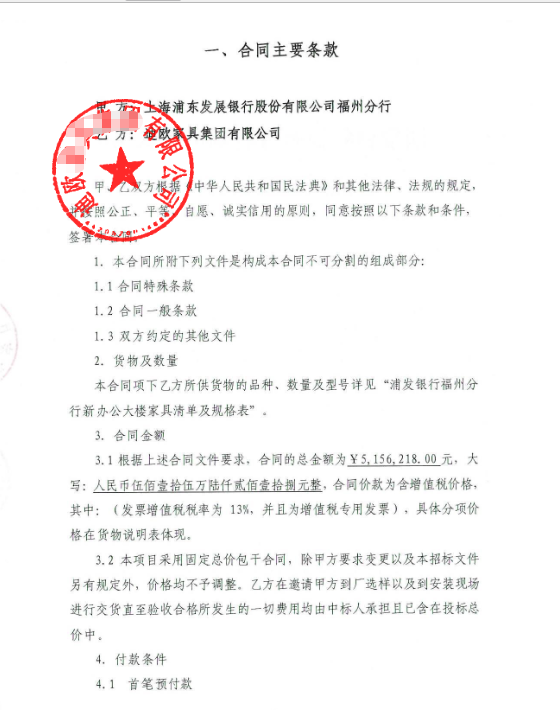 一、合同主要条款
甲 方：上海浦东发展银行股份有限公司福州分行
乙 方：迪欧家具集团有限公司
迪欧 有限公司
甲、乙双方根据《中华人民共和国民法典》和其他法律、法规的规定，
并按照公正、平等、自愿、诚实信用的原则，同意按照以下条款和条件，
签署本合同。
1. 本合同所附下列文件是构成本合同不可分割的组成部分：
1.1 合同特殊条款
1.2 合同一般条款
1.3 双方约定的其他文件
2. 货物及数量
本合同项下乙方所供货物的品种、数量及型号详见“浦发银行福州分
行新办公大楼家具清单及规格表”。
3. 合同金额
3.1 根据上述合同文件要求，合同的总金额为￥5,156,218.00 元，大
写：人民币伍佰壹拾伍万陆仟贰佰壹拾捌元整，合同价款为含增值税价格，
其中：（发票增值税税率为 13%，并且为增值税专用发票），具体分项价
格在货物说明表体现。
3.2 本项目采用固定总价包干合同，除甲方要求变更以及本招标文件
另有规定外，价格均不予调整。乙方在邀请甲方到厂选样以及到安装现场
进行交货直至验收合格所发生的一切费用均由中标人承担且已含在投标总
价中。
4. 付款条件
4.1 首笔预付款